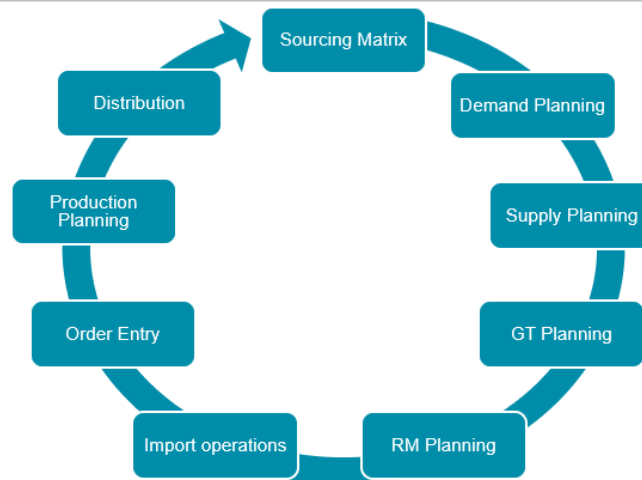 Sourcing Matrix
Demand Planning
Supply Planning
GT Planning
RM Planning
Import operations
Order Entry
Production
Planning
Distribution